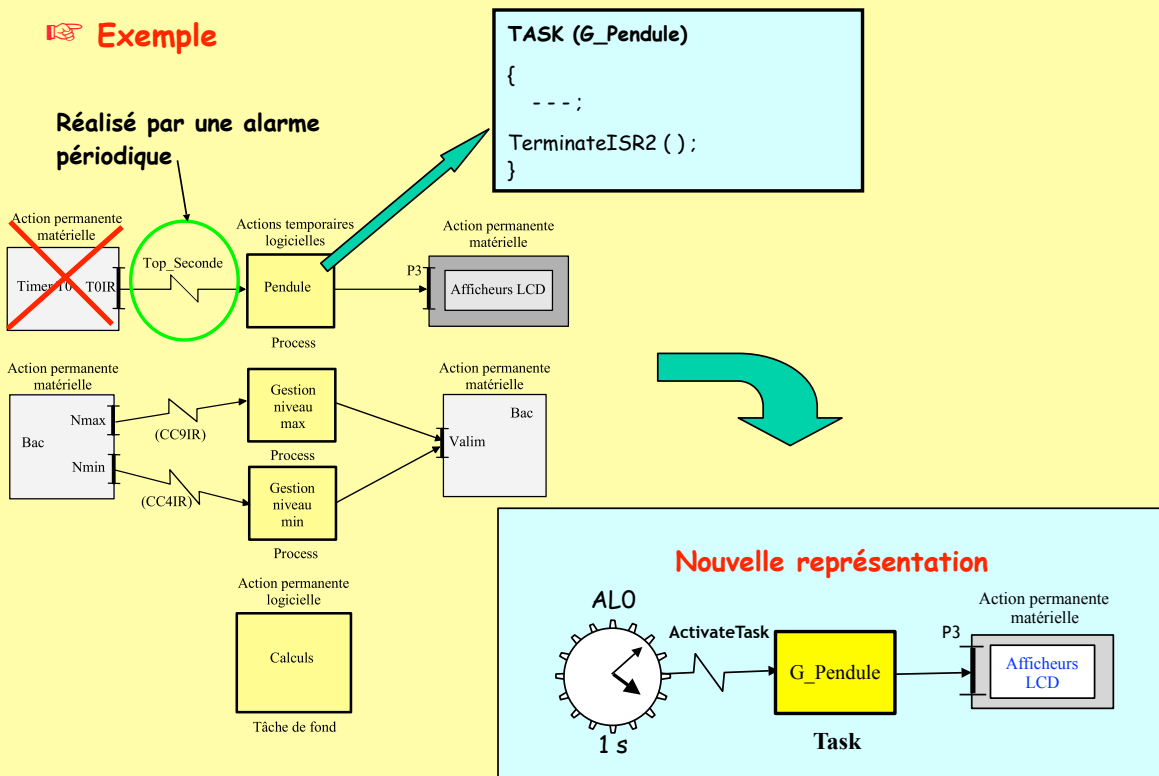 ☞ Exemple
TASK (G_Pendule)
{
- - - ;
TerminateISR2 ( ) ;
}
Réalisé par une alarme
périodique
Action permanente
matérielle
Timer T0
T0IR
Top_Seconde
Actions temporaires
logicielles
Pendule
Process
Action permanente
matérielle
P3
Afficheurs LCD
Action permanente
matérielle
Bac
Nmax
Nmin
(CC9IR)
(CC4IR)
Gestion
niveau
max
Process
Gestion
niveau
min
Process
Action permanente
matérielle
Bac
Valim
Action permanente
logicielle
Calculs
Tâche de fond
Nouvelle représentation
AL0
1 s
ActivateTask
G_Pendule
Task
Action permanente
matérielle
P3
Afficheurs
LCD